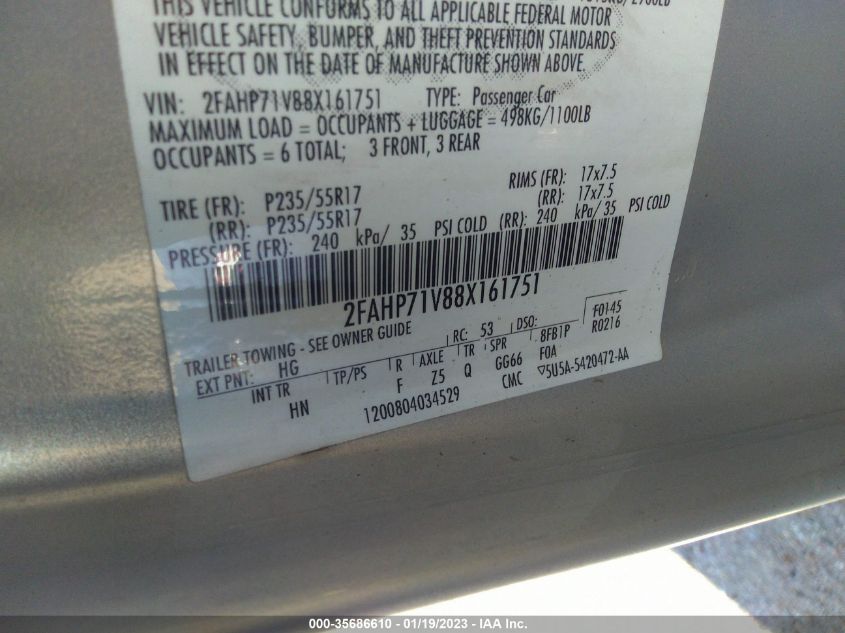 THIS VEHICLE CONFORMS TO ALL APPLICABLE FEDERAL MOTOR
VEHICLE SAFETY, BUMPER, AND THEFT PREVENTION STANDARDS
IN EFFECT ON THE DATE OF MANUFACTURE SHOWN ABOVE.
VIN: 2FAHP71V88X161751 TYPE: Passenger Car
MAXIMUM LOAD = OCCUPANTS + LUGGAGE = 498KG/1100LB
OCCUPANTS = 6 TOTAL; 3 FRONT, 3 REAR
TIRE (FR): P235/55R17 RIMS (FR): 17x7.5
(RR): P235/55R17 (RR): 17x7.5
PRESSURE (FR): 240 kPa/ 35 PSI COLD (RR): 240 kPa/ 35 PSI COLD
2FAHP71V88X161751
TRAILER TOWING - SEE OWNER GUIDE
EXT PNT: HG RC: 53 DSO: 8FB1P F0145
R0216
INT TR TP/PS R AXLE TR SPR F0A
HN F Z5 Q GG66
1200804034529 CMC ▽5U5A-5420472-AA
000-35686610 - 01/19/2023 - IAA Inc.